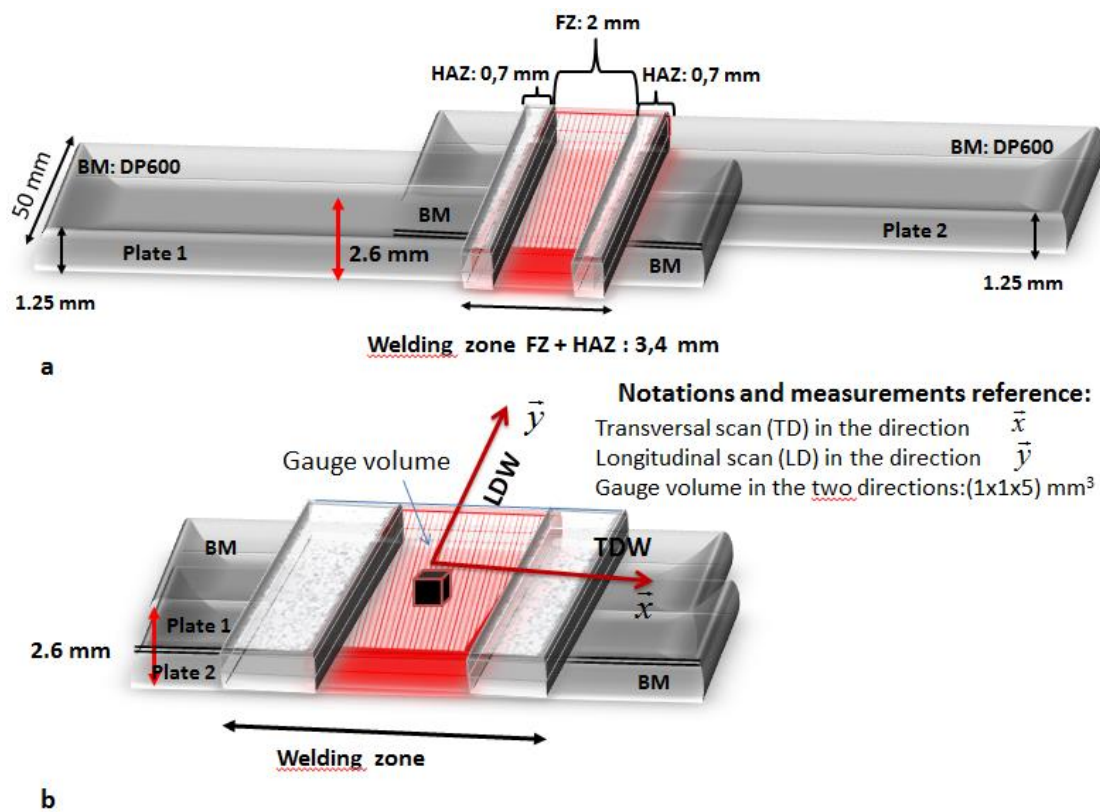 FZ: 2 mm
HAZ: 0,7 mm
HAZ: 0,7 mm
BM: DP600
BM: DP600
50 mm
BM
Plate 1
2.6 mm
BM
Plate 2
1.25 mm
1.25 mm
Welding zone FZ + HAZ : 3,4 mm
a
Notations and measurements reference:
Transversal scan (TD) in the direction x⃗
Longitudinal scan (LD) in the direction y⃗
Gauge volume in the two directions:(1x1x5) mm³
y⃗
Gauge volume
LDW
TDW
x⃗
BM
Plate 1
2.6 mm
Plate 2
BM
Welding zone
b